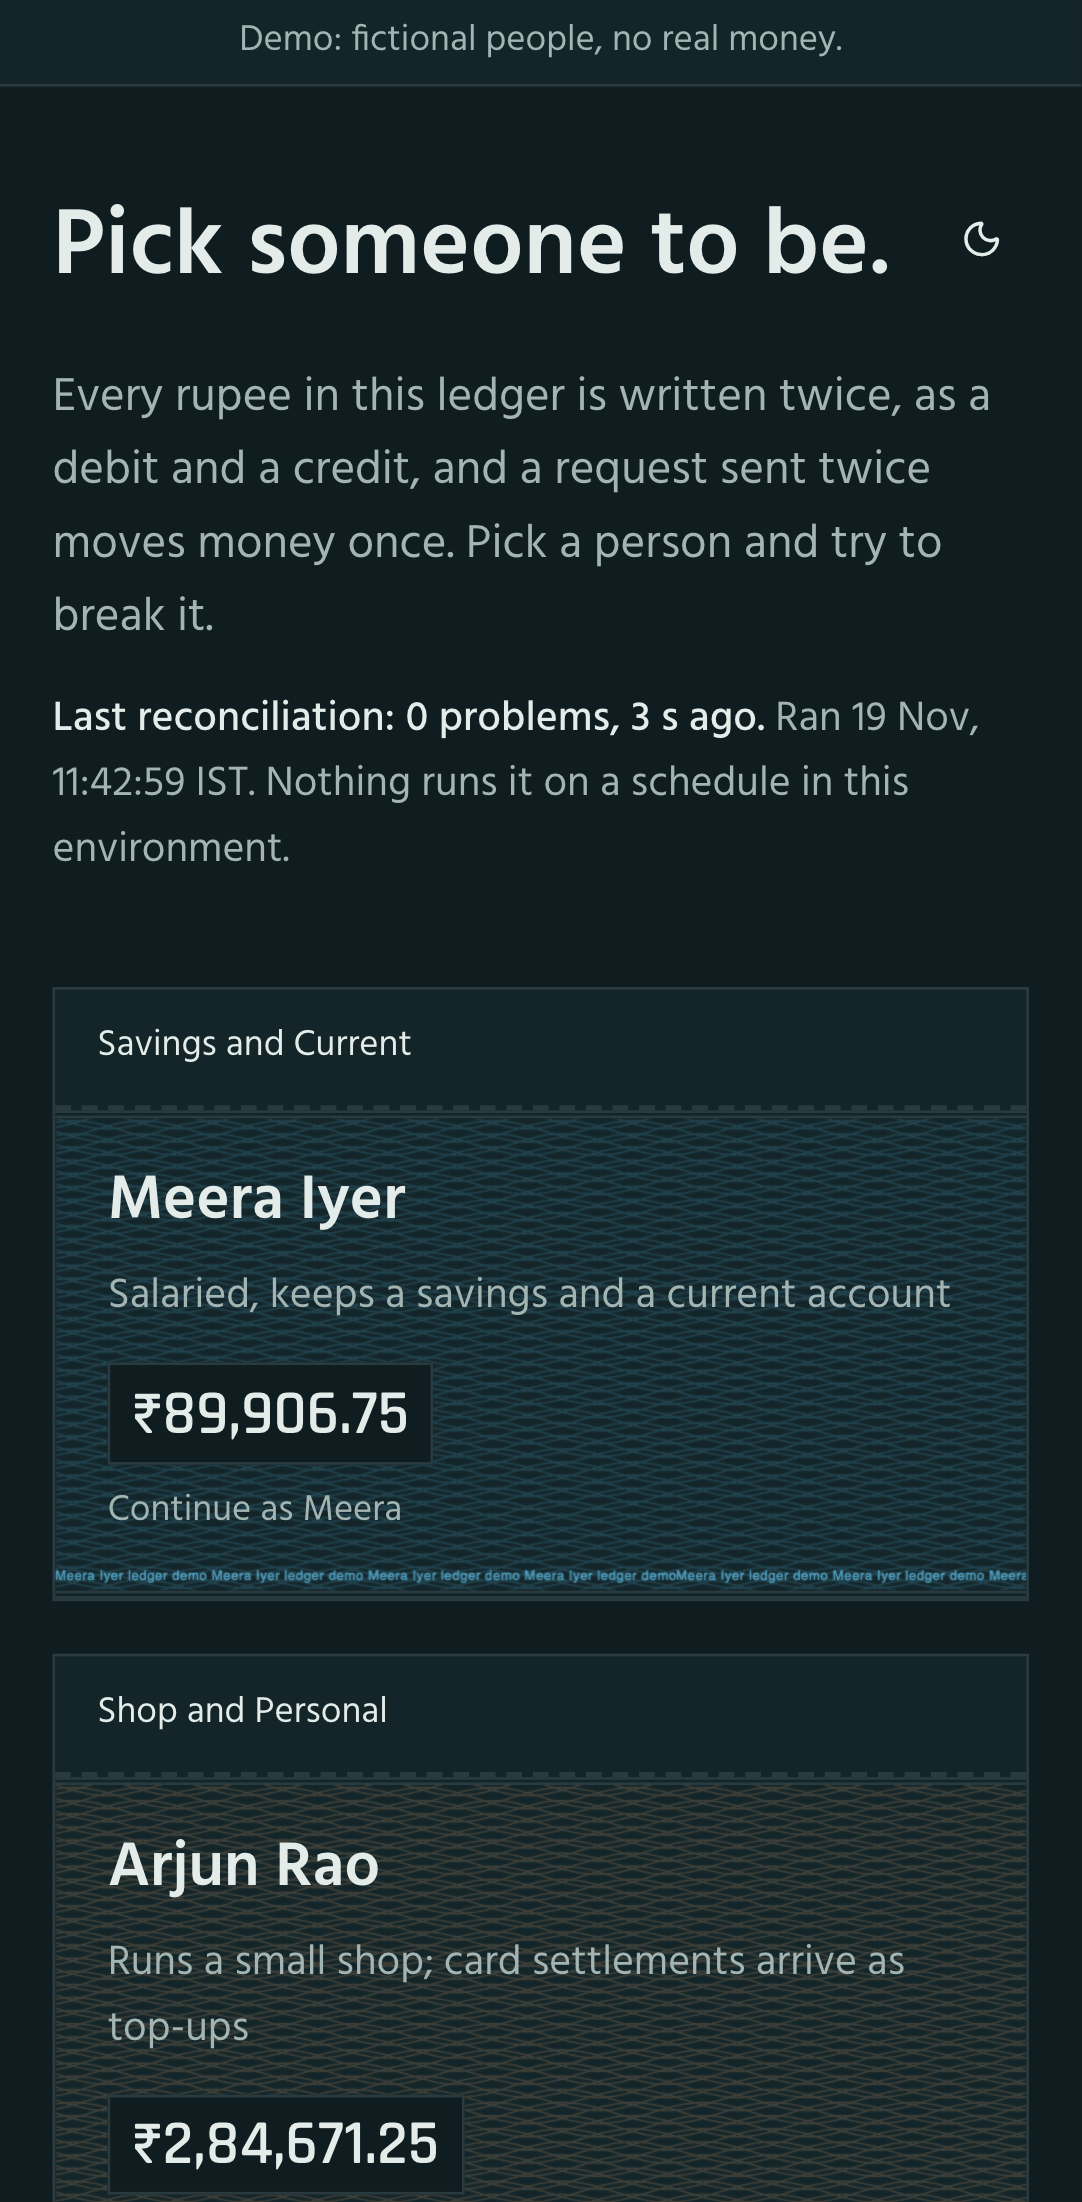 Demo: fictional people, no real money.
Pick someone to be.
Every rupee in this ledger is written twice, as a
debit and a credit, and a request sent twice
moves money once. Pick a person and try to
break it.
Last reconciliation: 0 problems, 3 s ago. Ran 19 Nov,
11:42:59 IST. Nothing runs it on a schedule in this
environment.
Savings and Current
Meera Iyer
Salaried, keeps a savings and a current account
₹89,906.75
Continue as Meera
Meera Iyer ledger demo Meera Iyer ledger demo Meera Iyer ledger demo Meera Iyer ledger demoMeera Iyer ledger demo Meera Iyer ledger demo Meera
Shop and Personal
Arjun Rao
Runs a small shop; card settlements arrive as
top-ups
₹2,84,671.25